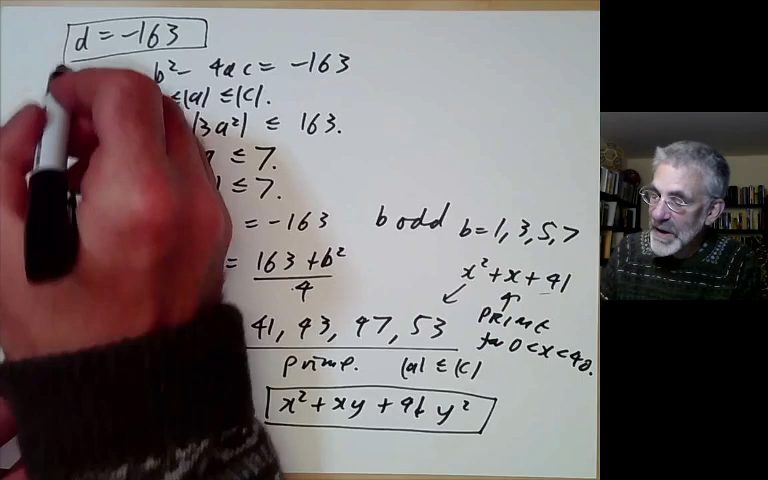 d = -163
b² - 4ac = -163
≤ |a| ≤ |c|.
|3a²| ≤ 163.
≤ 7.
≤ 7.
= -163 b odd b = 1, 3, 5, 7
= 163 + b² / 4
x² + x + 41
PRIME
for 0 < x < 40.
41, 43, 47, 53
prime. |a| ≤ |c|
x² + xy + 41 y²